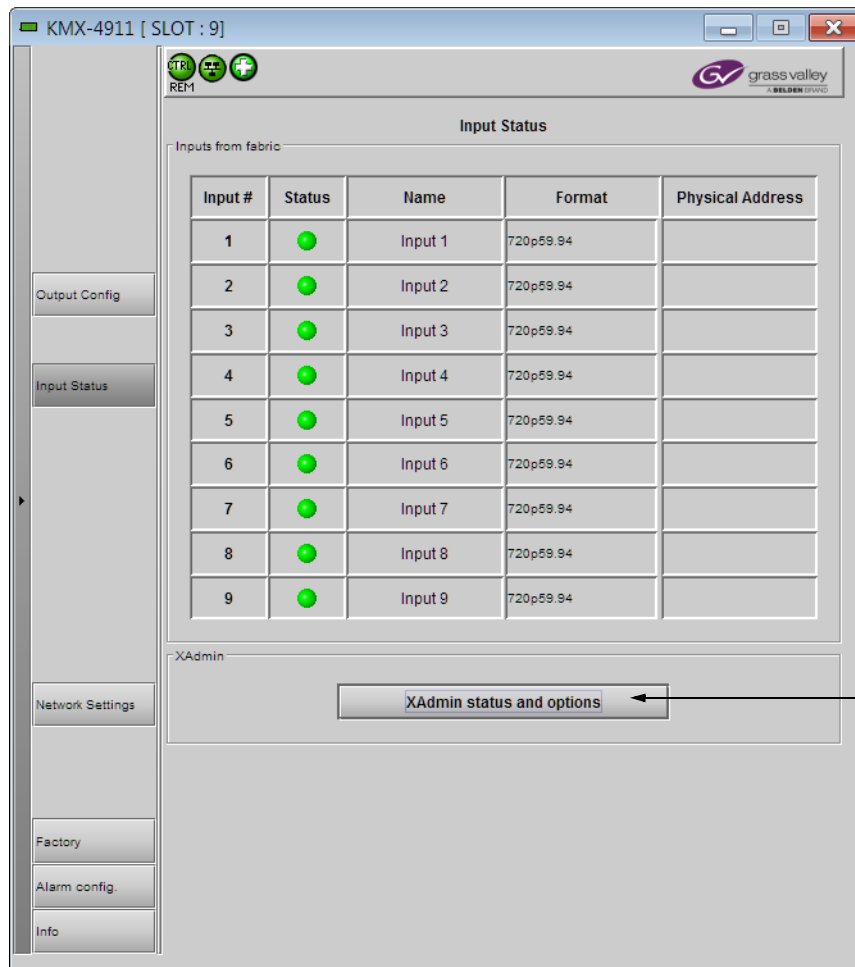 KMX-4911 [ SLOT : 9]
CTRL
REM
GV grass valley
A BELDEN BRAND
Input Status
Inputs from fabric
Input # Status Name Format Physical Address
1 Input 1 720p59.94
2 Input 2 720p59.94
3 Input 3 720p59.94
4 Input 4 720p59.94
5 Input 5 720p59.94
6 Input 6 720p59.94
7 Input 7 720p59.94
8 Input 8 720p59.94
9 Input 9 720p59.94
Output Config
Input Status
Network Settings
Factory
Alarm config.
Info
XAdmin
XAdmin status and options